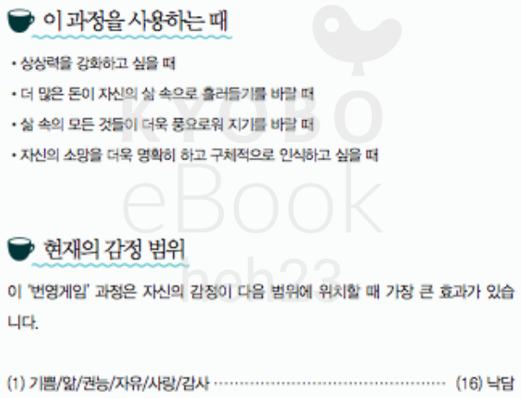 이 과정을 사용하는 때
• 상상력을 강화하고 싶을 때
• 더 많은 돈이 자신의 삶 속으로 흘러들기를 바랄 때
• 삶 속의 모든 것들이 더욱 풍요로워 지기를 바랄 때
• 자신의 소망을 더욱 명확히 하고 구체적으로 인식하고 싶을 때
KYOBO
eBook
현재의 감정 범위
hch23
이 '번영게임' 과정은 자신의 감정이 다음 범위에 위치할 때 가장 큰 효과가 있습
니다.
(1) 기쁨/앎/권능/자유/사랑/감사 ································ (16) 낙담